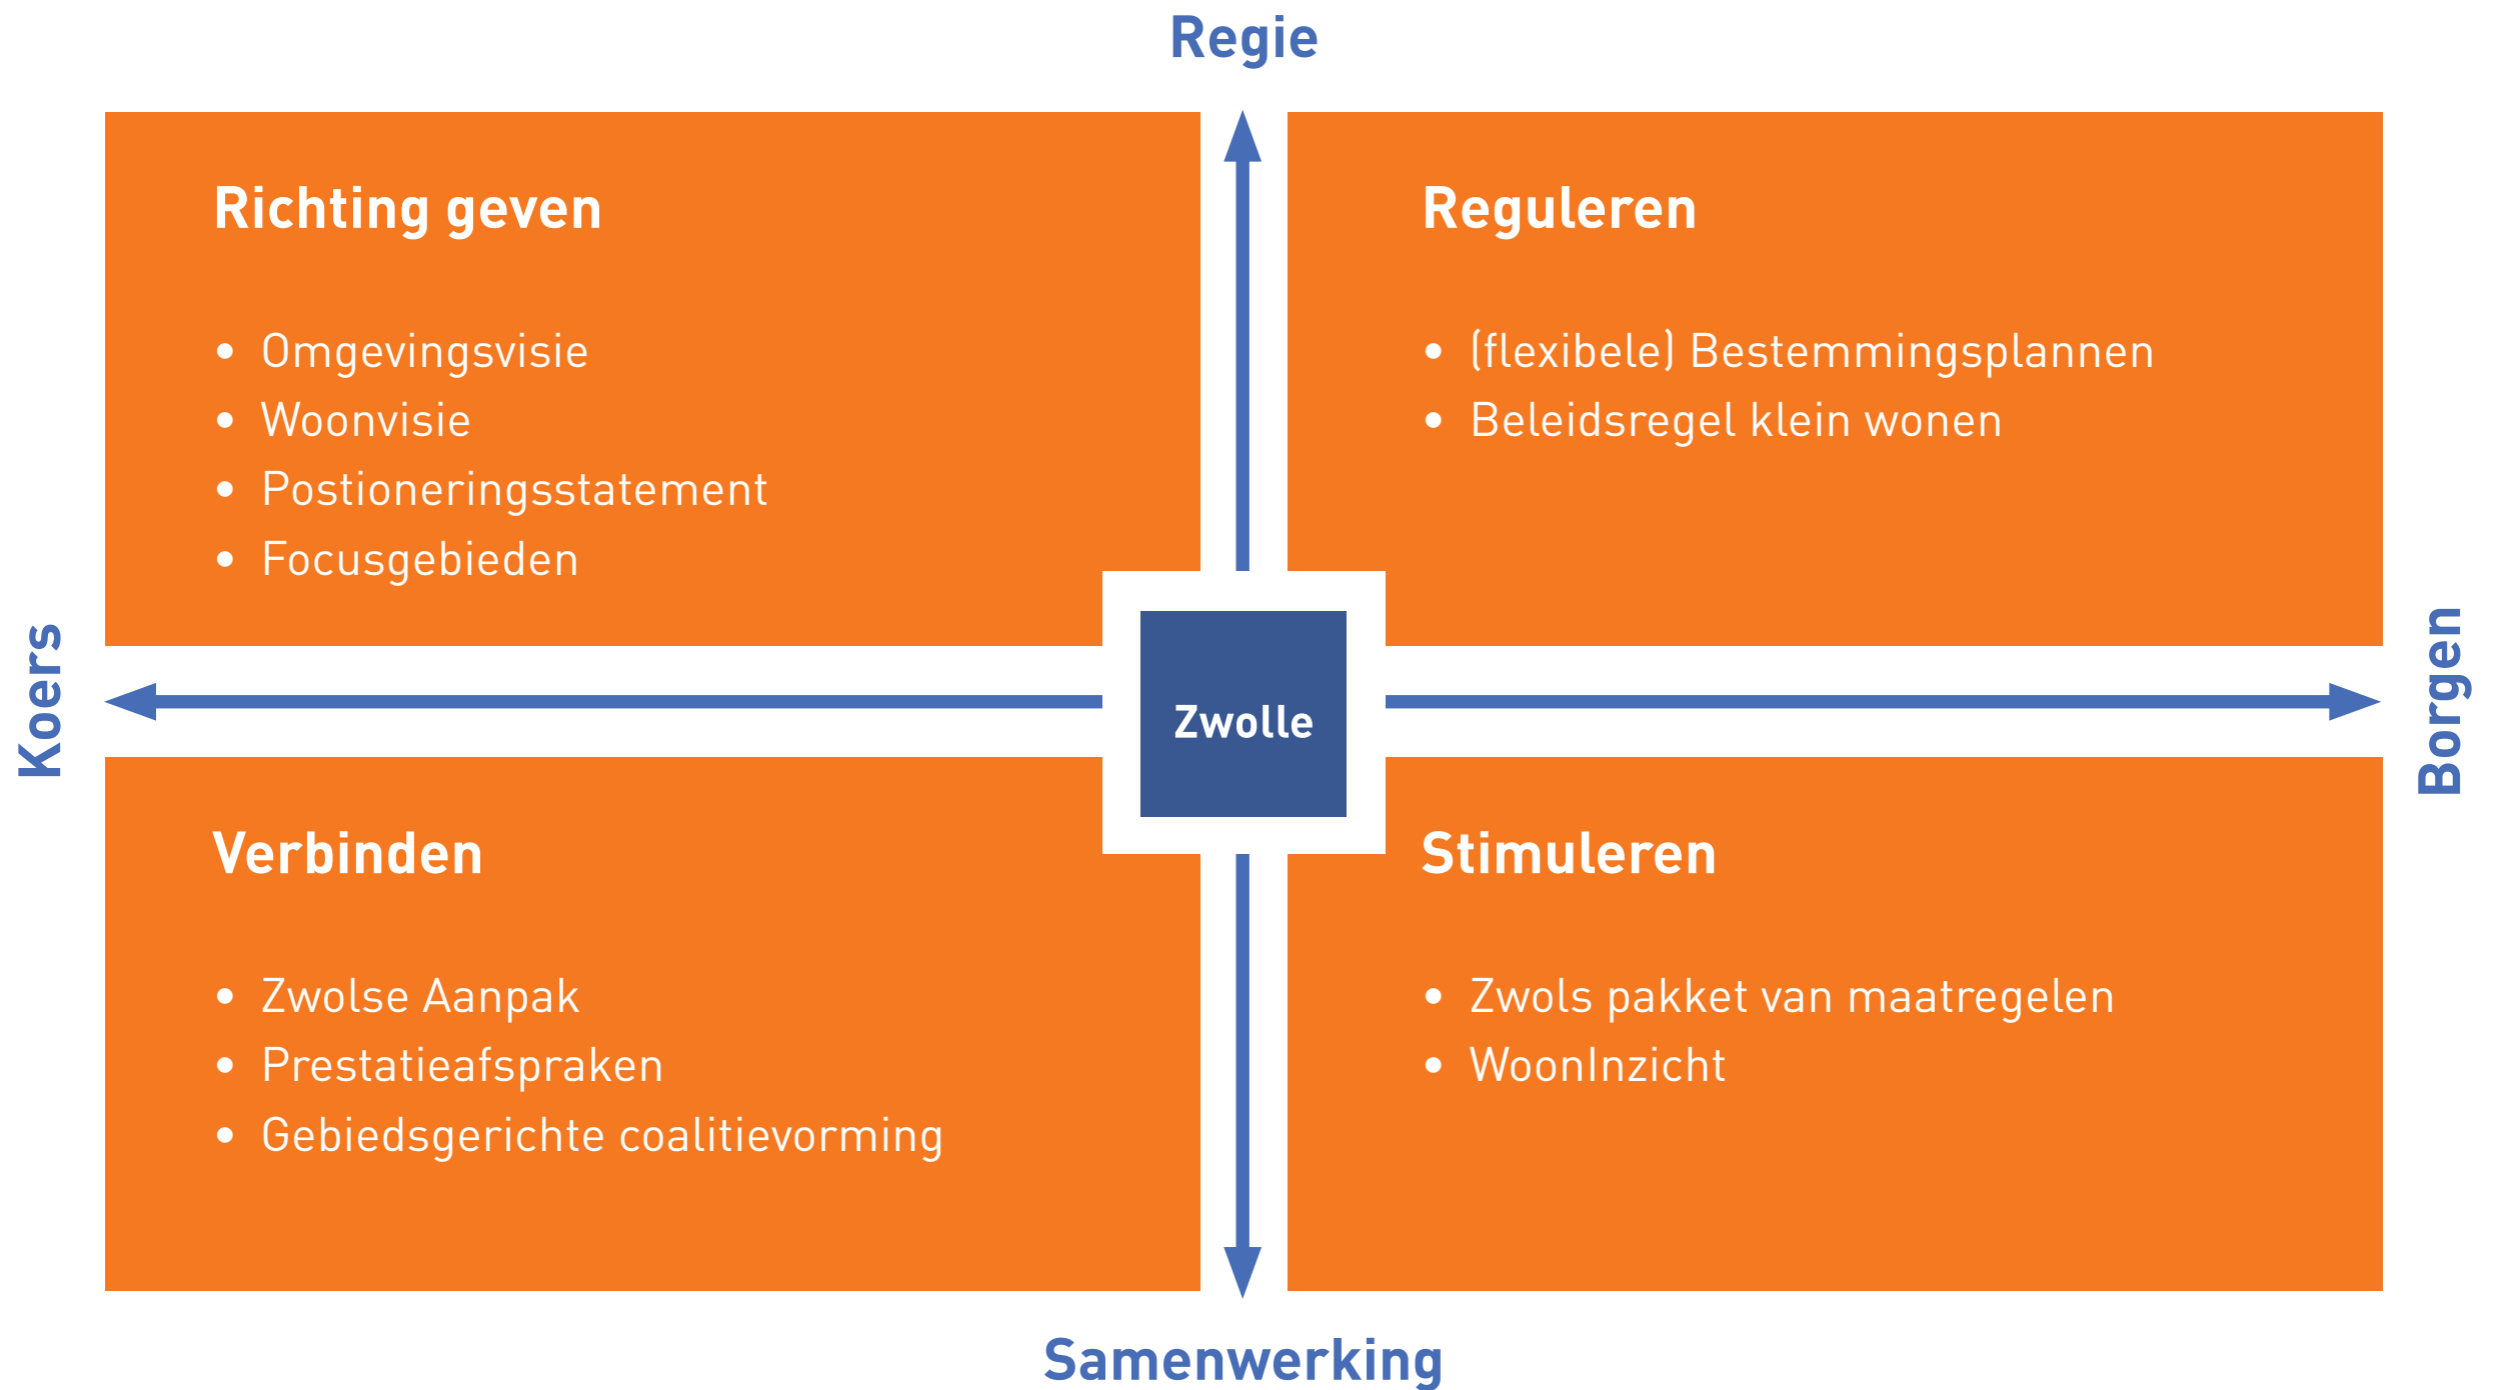 Regie
Richting geven
• Omgevingsvisie
• Woonvisie
• Postioneringsstatement
• Focusgebieden
Reguleren
• (flexibele) Bestemmingsplannen
• Beleidsregel klein wonen
Koers
Zwolle
Borgen
Verbinden
• Zwolse Aanpak
• Prestatieafspraken
• Gebiedsgerichte coalitievorming
Stimuleren
• Zwols pakket van maatregelen
• WoonInzicht
Samenwerking